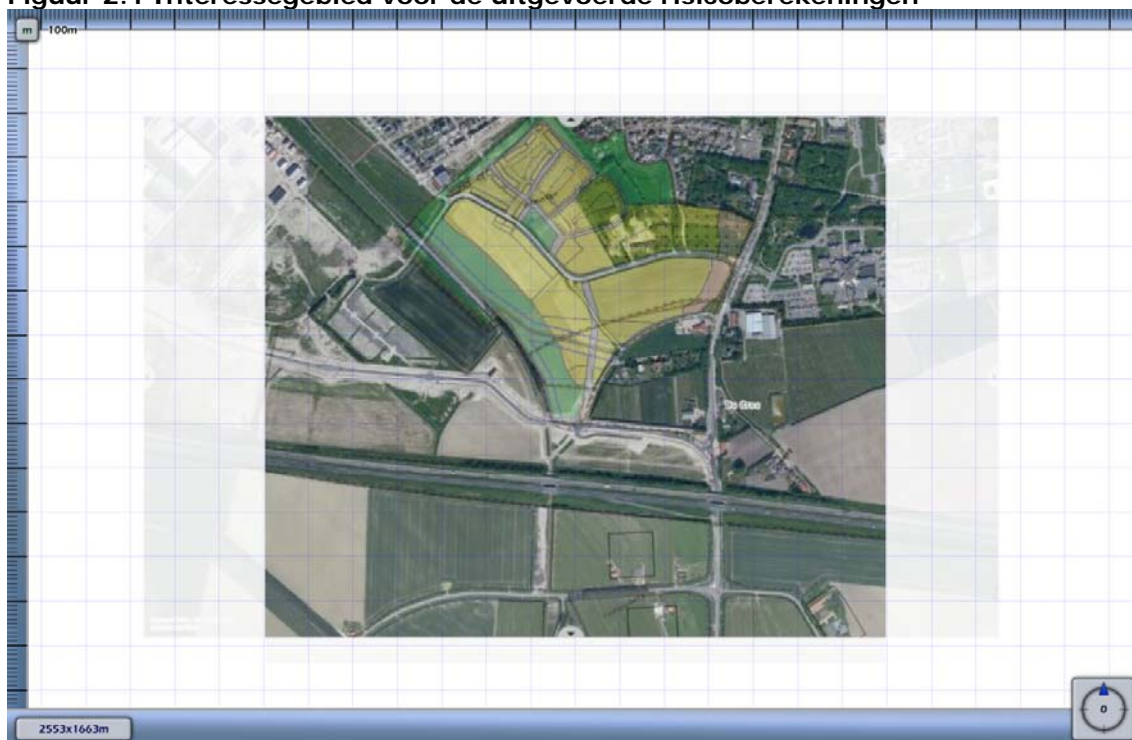 Figuur 2.1 Interessegebied voor de uitgevoerde risicoberekeningen
m
100m
2553x1663m
0